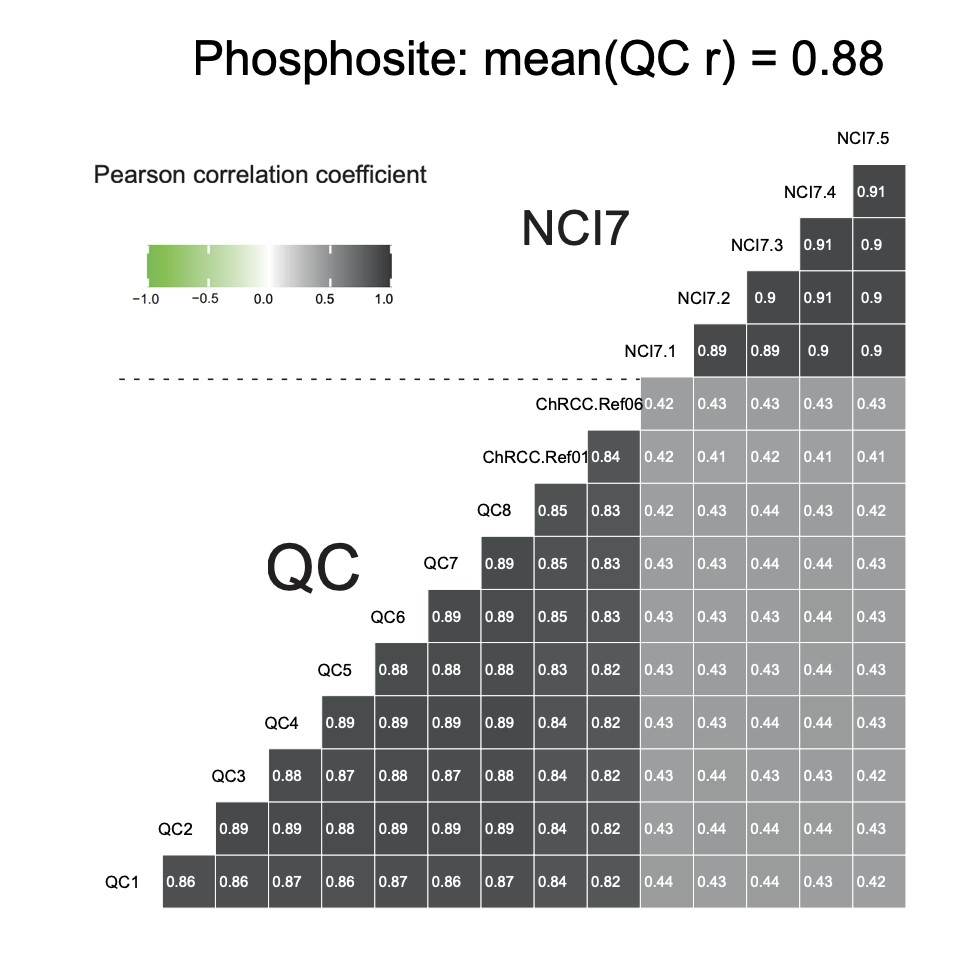 Phosphosite: mean(QC r) = 0.88
NCI7.5
Pearson correlation coefficient
NCI7.4 0.91
NCI7
NCI7.3 0.91 0.9
−1.0 −0.5 0.0 0.5 1.0
NCI7.2 0.9 0.91 0.9
NCI7.1 0.89 0.89 0.9 0.9
ChRCC.Ref06 0.42 0.43 0.43 0.43 0.43
ChRCC.Ref01 0.84 0.42 0.41 0.42 0.41 0.41
QC8 0.85 0.83 0.42 0.43 0.44 0.43 0.42
QC
QC7 0.89 0.85 0.83 0.43 0.43 0.44 0.44 0.43
QC6 0.89 0.89 0.85 0.83 0.43 0.43 0.43 0.44 0.43
QC5 0.88 0.88 0.88 0.83 0.82 0.43 0.43 0.43 0.44 0.43
QC4 0.89 0.89 0.89 0.89 0.84 0.82 0.43 0.43 0.44 0.44 0.43
QC3 0.88 0.87 0.88 0.87 0.88 0.84 0.82 0.43 0.44 0.43 0.43 0.42
QC2 0.89 0.89 0.88 0.89 0.89 0.89 0.84 0.82 0.43 0.44 0.44 0.44 0.43
QC1 0.86 0.86 0.87 0.86 0.87 0.86 0.87 0.84 0.82 0.44 0.43 0.44 0.43 0.42